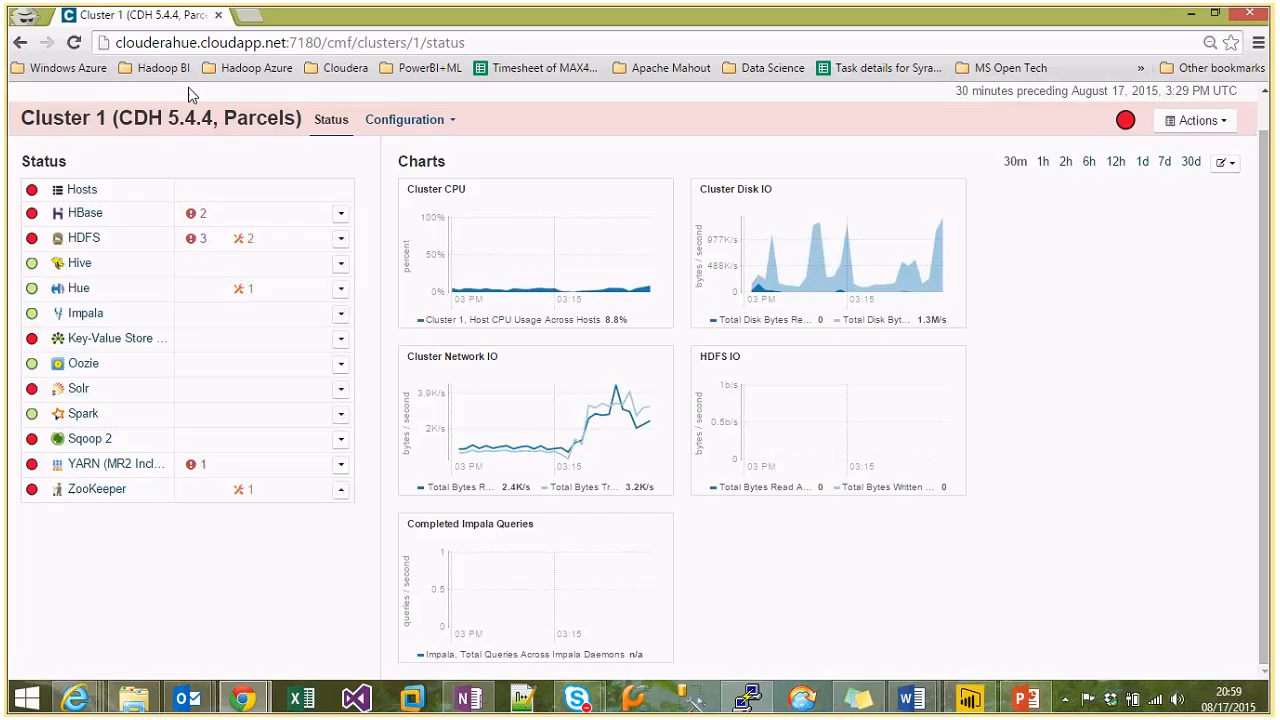 Cluster 1 (CDH 5.4.4, Parc
clouderahue.cloudapp.net:7180/cmf/clusters/1/status
Windows Azure Hadoop BI Hadoop Azure Cloudera PowerBI+ML Timesheet of MAX4... Apache Mahout Data Science Task details for Syra... MS Open Tech » Other bookmarks
30 minutes preceding August 17, 2015, 3:29 PM UTC
Cluster 1 (CDH 5.4.4, Parcels) Status Configuration Actions
Status
Hosts
HBase 2
HDFS 3 2
Hive
Hue 1
Impala
Key-Value Store ...
Oozie
Solr
Spark
Sqoop 2
YARN (MR2 Incl... 1
ZooKeeper 1
Charts 30m 1h 2h 6h 12h 1d 7d 30d
Cluster CPU
percent
100%
50%
0%
03 PM 03:15
Cluster 1, Host CPU Usage Across Hosts 8.8%
Cluster Disk IO
bytes / second
977K/s
488K/s
0
03 PM 03:15
Total Disk Bytes Re... 0 Total Disk Byt... 1.3M/s
Cluster Network IO
bytes / second
3.9K/s
2K/s
03 PM 03:15
Total Bytes R... 2.4K/s Total Bytes Tr... 3.2K/s
HDFS IO
bytes / second
1b/s
0.5b/s
0
03 PM 03:15
Total Bytes Read A... 0 Total Bytes Written ... 0
Completed Impala Queries
queries / second
1
0.5
0
03 PM 03:15
Impala, Total Queries Across Impala Daemons n/a
20:59
08/17/2015